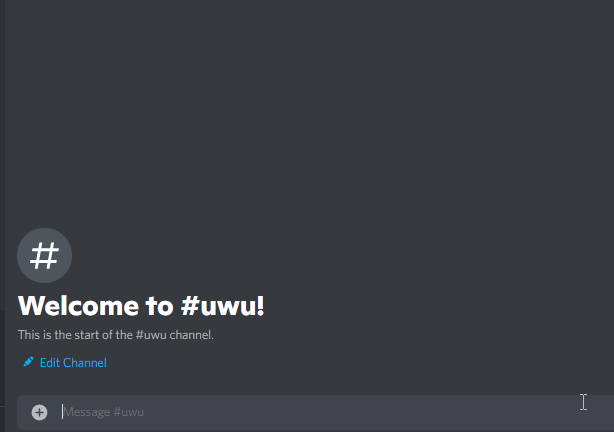 #
Welcome to #uwu!
This is the start of the #uwu channel.
Edit Channel
Message #uwu